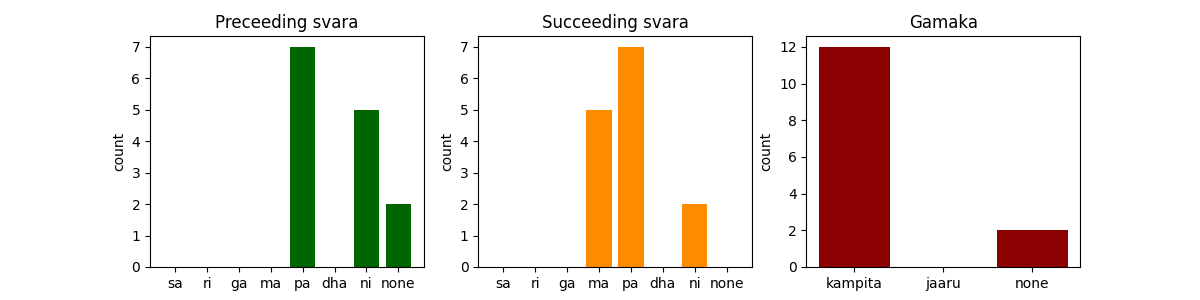 Preceeding svara
count
7
6
5
4
3
2
1
0
sa ri ga ma pa dha ni none
Succeeding svara
count
7
6
5
4
3
2
1
0
sa ri ga ma pa dha ni none
Gamaka
count
12
10
8
6
4
2
0
kampita jaaru none